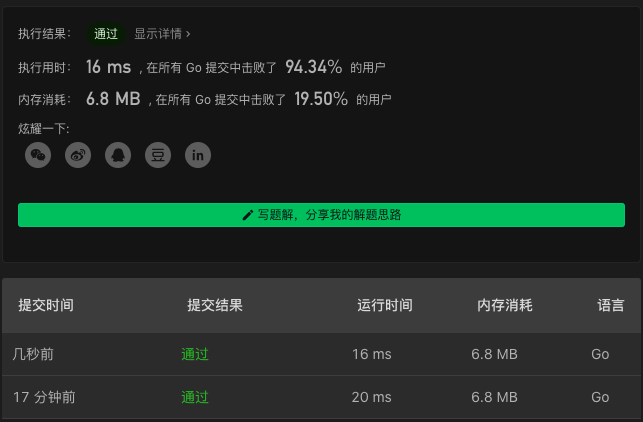 执行结果： 通过 显示详情 ›
执行用时： 16 ms ，在所有 Go 提交中击败了 94.34% 的用户
内存消耗： 6.8 MB ，在所有 Go 提交中击败了 19.50% 的用户
炫耀一下:
写题解，分享我的解题思路
提交时间 提交结果 运行时间 内存消耗 语言
几秒前 通过 16 ms 6.8 MB Go
17 分钟前 通过 20 ms 6.8 MB Go